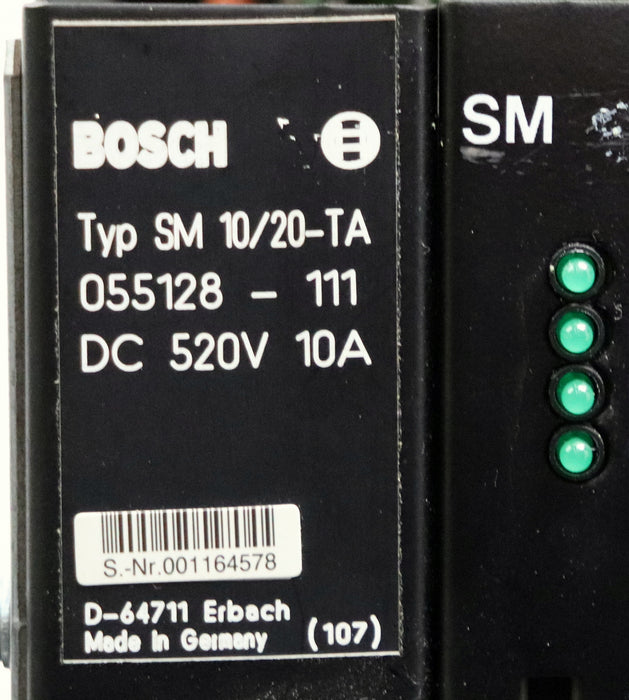 BOSCH
Typ SM 10/20-TA
055128 - 111
DC 520V 10A
S.-Nr.001164578
D-64711 Erbach
Made in Germany (107)
SM